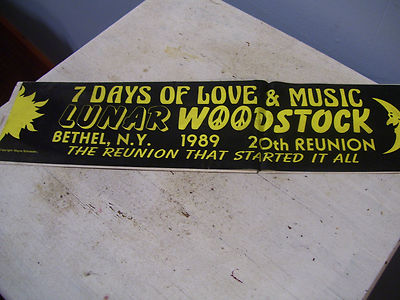 7 DAYS OF LOVE & MUSIC
LUNAR WOODSTOCK
BETHEL, N.Y. 1989 20th REUNION
THE REUNION THAT STARTED IT ALL